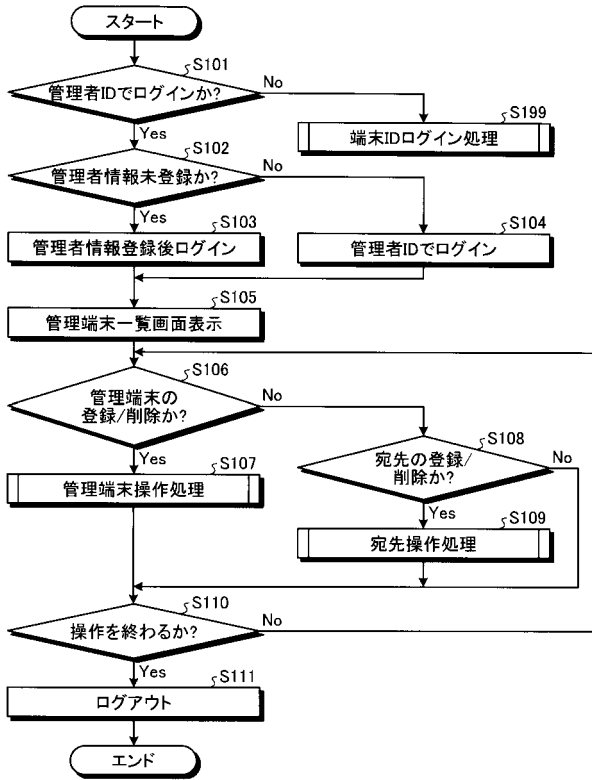 スタート
S101
管理者IDでログインか?
No
Yes
S199
端末IDログイン処理
S102
管理者情報未登録か?
No
Yes
S103
管理者情報登録後ログイン
S104
管理者IDでログイン
S105
管理端末一覧画面表示
S106
管理端末の
登録/削除か?
No
Yes
S108
宛先の登録/
削除か?
No
Yes
S107
管理端末操作処理
S109
宛先操作処理
S110
操作を終わるか?
No
Yes
S111
ログアウト
エンド